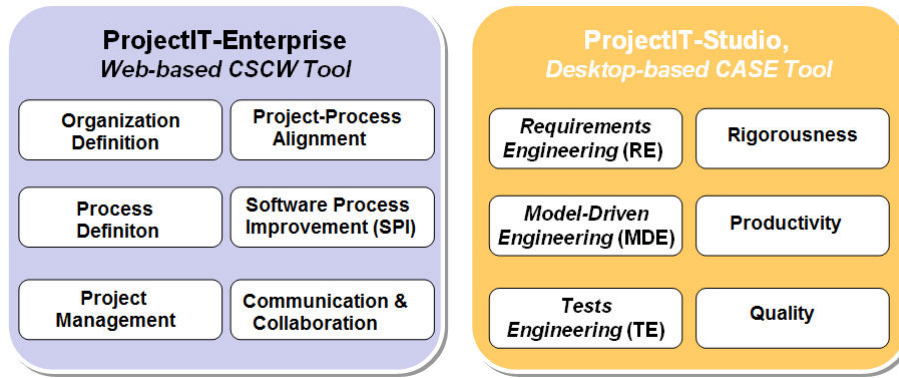 ProjectIT-Enterprise
Web-based CSCW Tool
Organization
Definition
Project-Process
Alignment
Process
Definiton
Software Process
Improvement (SPI)
Project
Management
Communication &
Collaboration
ProjectIT-Studio,
Desktop-based CASE Tool
Requirements
Engineering (RE)
Rigorousness
Model-Driven
Engineering (MDE)
Productivity
Tests
Engineering (TE)
Quality